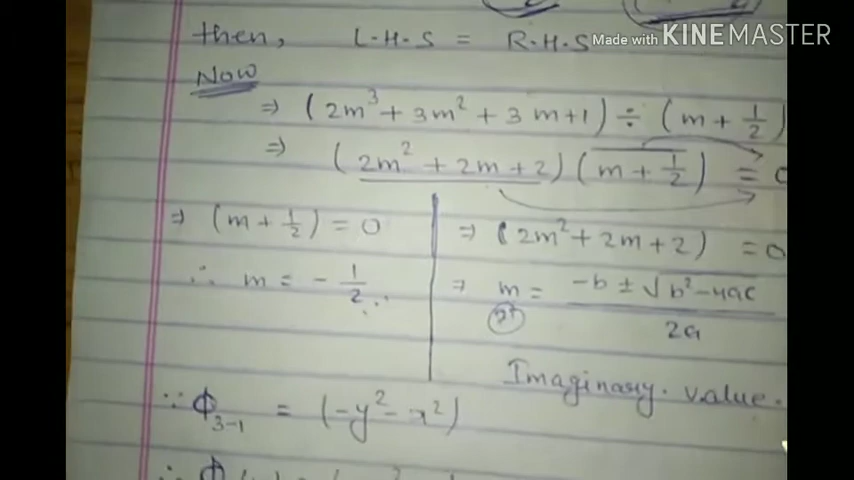 then, L.H.S = R.H.S
Made with KINEMASTER
Now
⇒ (2m³ + 3m² + 3m+1) ÷ (m + 1/2)
⇒ (2m² + 2m + 2) (m + 1/2) = 0
⇒ (m + 1/2) = 0
∴ m = - 1/2
⇒ (2m² + 2m + 2) = 0
⇒ m = -b ± √b² - 4ac / 2a
Imaginary value.
∵ ϕ3-1 = (-y² - x²)